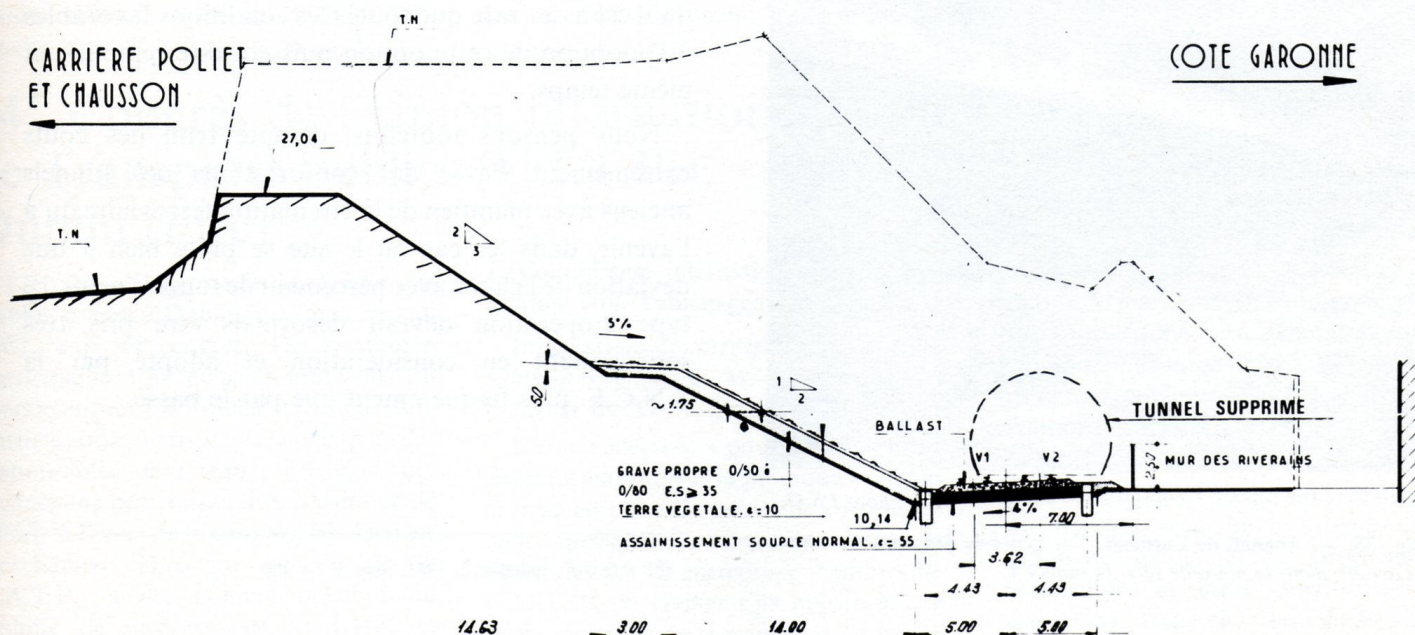 T.N
CARRIERE POLIET
ET CHAUSSON
COTE GARONNE
27,04
T.N
2
3
5%
60
1
2
~1.75
TUNNEL SUPPRIME
BALLAST
V1
V2
2,50
MUR DES RIVERAINS
GRAVE PROPRE 0/50 à
0/80 E.S ≥ 35
TERRE VEGETALE. e=10
10,14
4%
7.00
ASSAINISSEMENT SOUPLE NORMAL. e=55
3.62
4.43
4.43
14.63
3.00
14.00
5.00
5.00